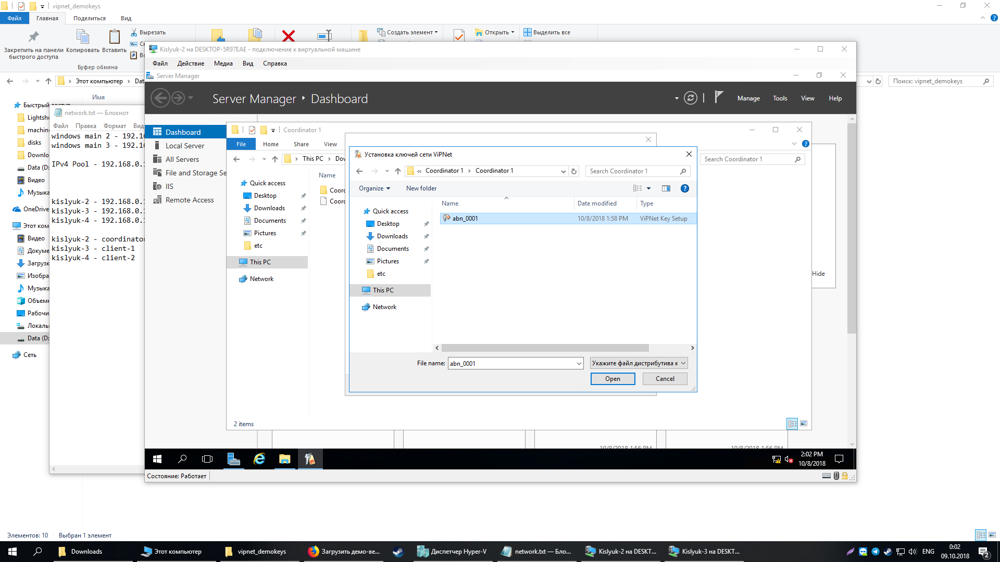 vipnet_demokeys
Файл
Главная
Поделиться
Вид
Закрепить на панели быстрого доступа
Копировать
Вставить
Вырезать
Буфер обмена
Создать элемент
Открыть
Выделить все
Этот компьютер
Поиск: vipnet_demokeys
Имя
Kislyuk-2 на DESKTOP-5R97EAE - подключение к виртуальной машине
Файл
Действие
Медиа
Вид
Справка
Server Manager
Server Manager
Dashboard
Manage
Tools
View
Help
Dashboard
Local Server
All Servers
File and Storage Se
IIS
Remote Access
Hide
network.txt — Блокнот
Файл
Правка
Формат
Вид
windows main 2 - 192.16
windows main 3 - 192.16
IPv4 Pool - 192.168.0.1
kislyuk-2 - 192.168.0.1
kislyuk-3 - 192.168.0.1
kislyuk-4 - 192.168.0.1
kislyuk-2 - coordinator
kislyuk-3 - client-1
kislyuk-4 - client-2
Быстрый доступ
disks
Data (D:
Видео
Музыка
OneDrive
Этот ком
Видео
Докуме
Загрузк
Изобра
Музыка
Объемн
Рабочи
Локаль
Data (D:
Сеть
Coordinator 1
File
Home
Share
View
This PC
Search Coordinator 1
Name
Coord
Coord
Quick access
Desktop
Downloads
Documents
Pictures
etc
This PC
Network
2 items
Установка ключей сети ViPNet
«
Coordinator 1
Coordinator 1
Search Coordinator 1
Organize
New folder
Name
Date modified
Type
abn_0001
10/8/2018 1:58 PM
ViPNet Key Setup
Quick access
Desktop
Downloads
Documents
Pictures
etc
This PC
Network
File name:
abn_0001
Укажите файл дистрибутива к
Open
Cancel
10/8/2018 1:56 PM
10/8/2018 1:56 PM
2:02 PM
10/8/2018
Состояние: Работает
Элементов: 10
Выбран 1 элемент
Downloads
Этот компьютер
vipnet_demokeys
Загрузить демо-ве...
Диспетчер Hyper-V
network.txt — Бло...
Kislyuk-2 на DESKT...
Kislyuk-3 на DESKT...
ENG
0:02
09.10.2018
2